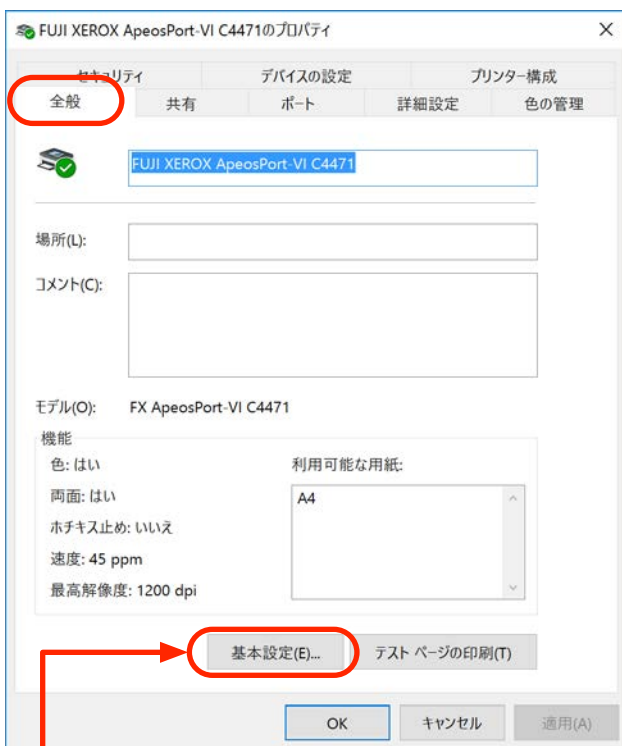 FUJI XEROX ApeosPort-VI C4471のプロパティ
セキュリティ デバイスの設定 プリンター構成
全般 共有 ポート 詳細設定 色の管理
FUJI XEROX ApeosPort-VI C4471
場所(L):
コメント(C):
モデル(O): FX ApeosPort-VI C4471
機能
色: はい 利用可能な用紙:
両面: はい A4
ホチキス止め: いいえ
速度: 45 ppm
最高解像度: 1200 dpi
基本設定(E)... テスト ページの印刷(T)
OK キャンセル 適用(A)